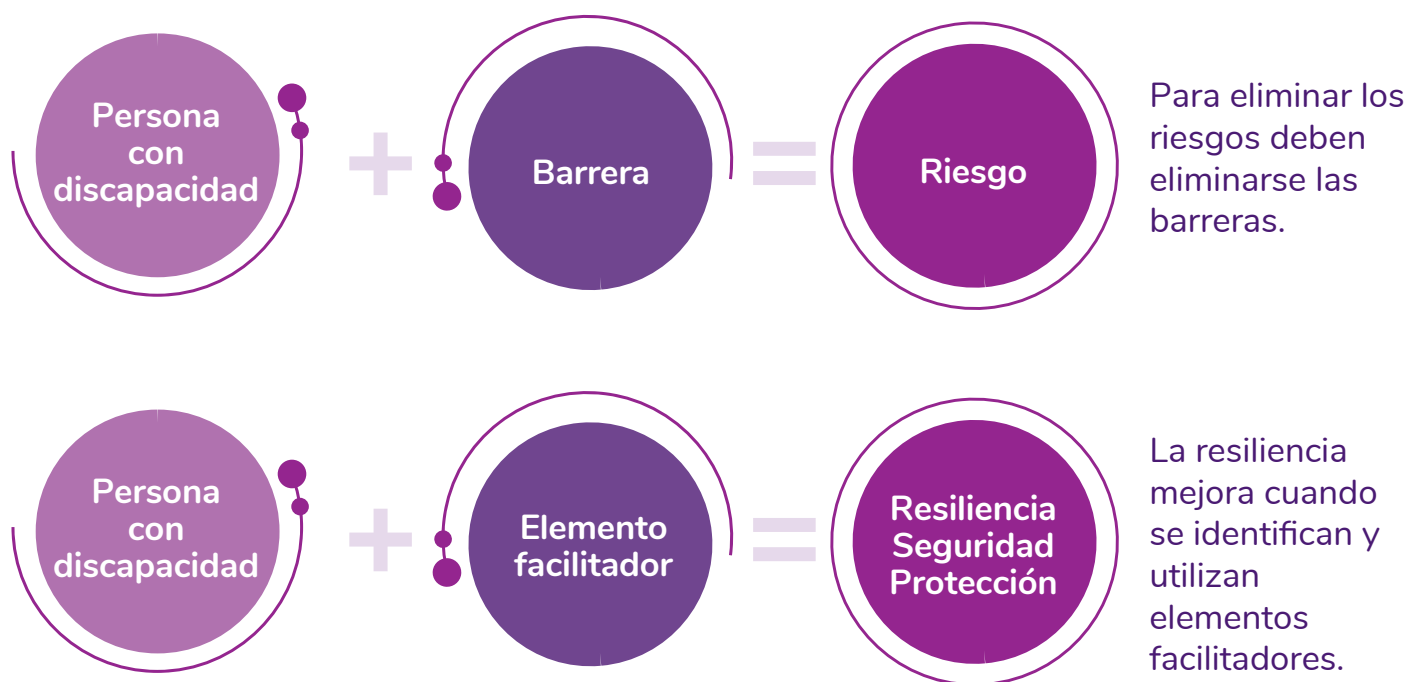 Persona
con
discapacidad
+
Barrera
=
Riesgo
Para eliminar los
riesgos deben
eliminarse las
barreras.
Persona
con
discapacidad
+
Elemento
facilitador
=
Resiliencia
Seguridad
Protección
La resiliencia
mejora cuando
se identifican y
utilizan
elementos
facilitadores.